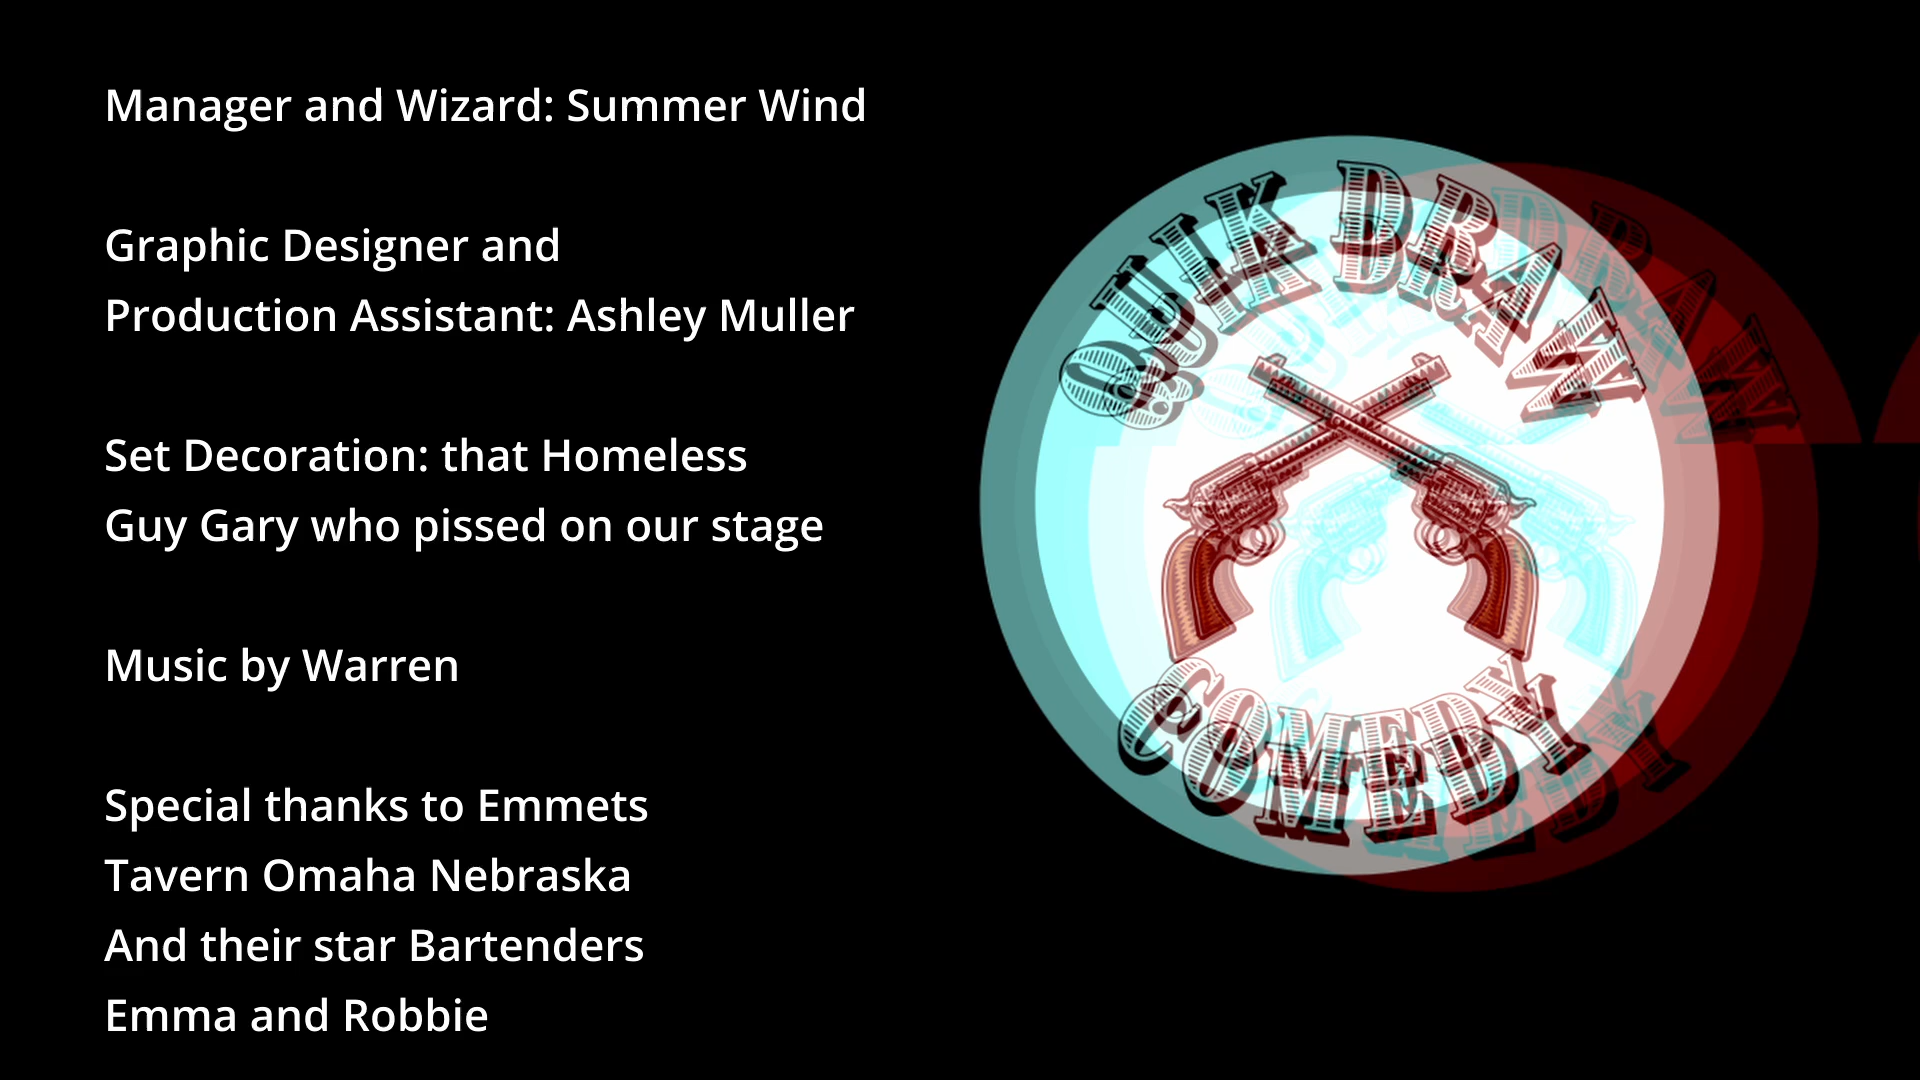 Manager and Wizard: Summer Wind
Graphic Designer and
Production Assistant: Ashley Muller
Set Decoration: that Homeless
Guy Gary who pissed on our stage
Music by Warren
Special thanks to Emmets
Tavern Omaha Nebraska
And their star Bartenders
Emma and Robbie
QUIK DRAW
COMEDY